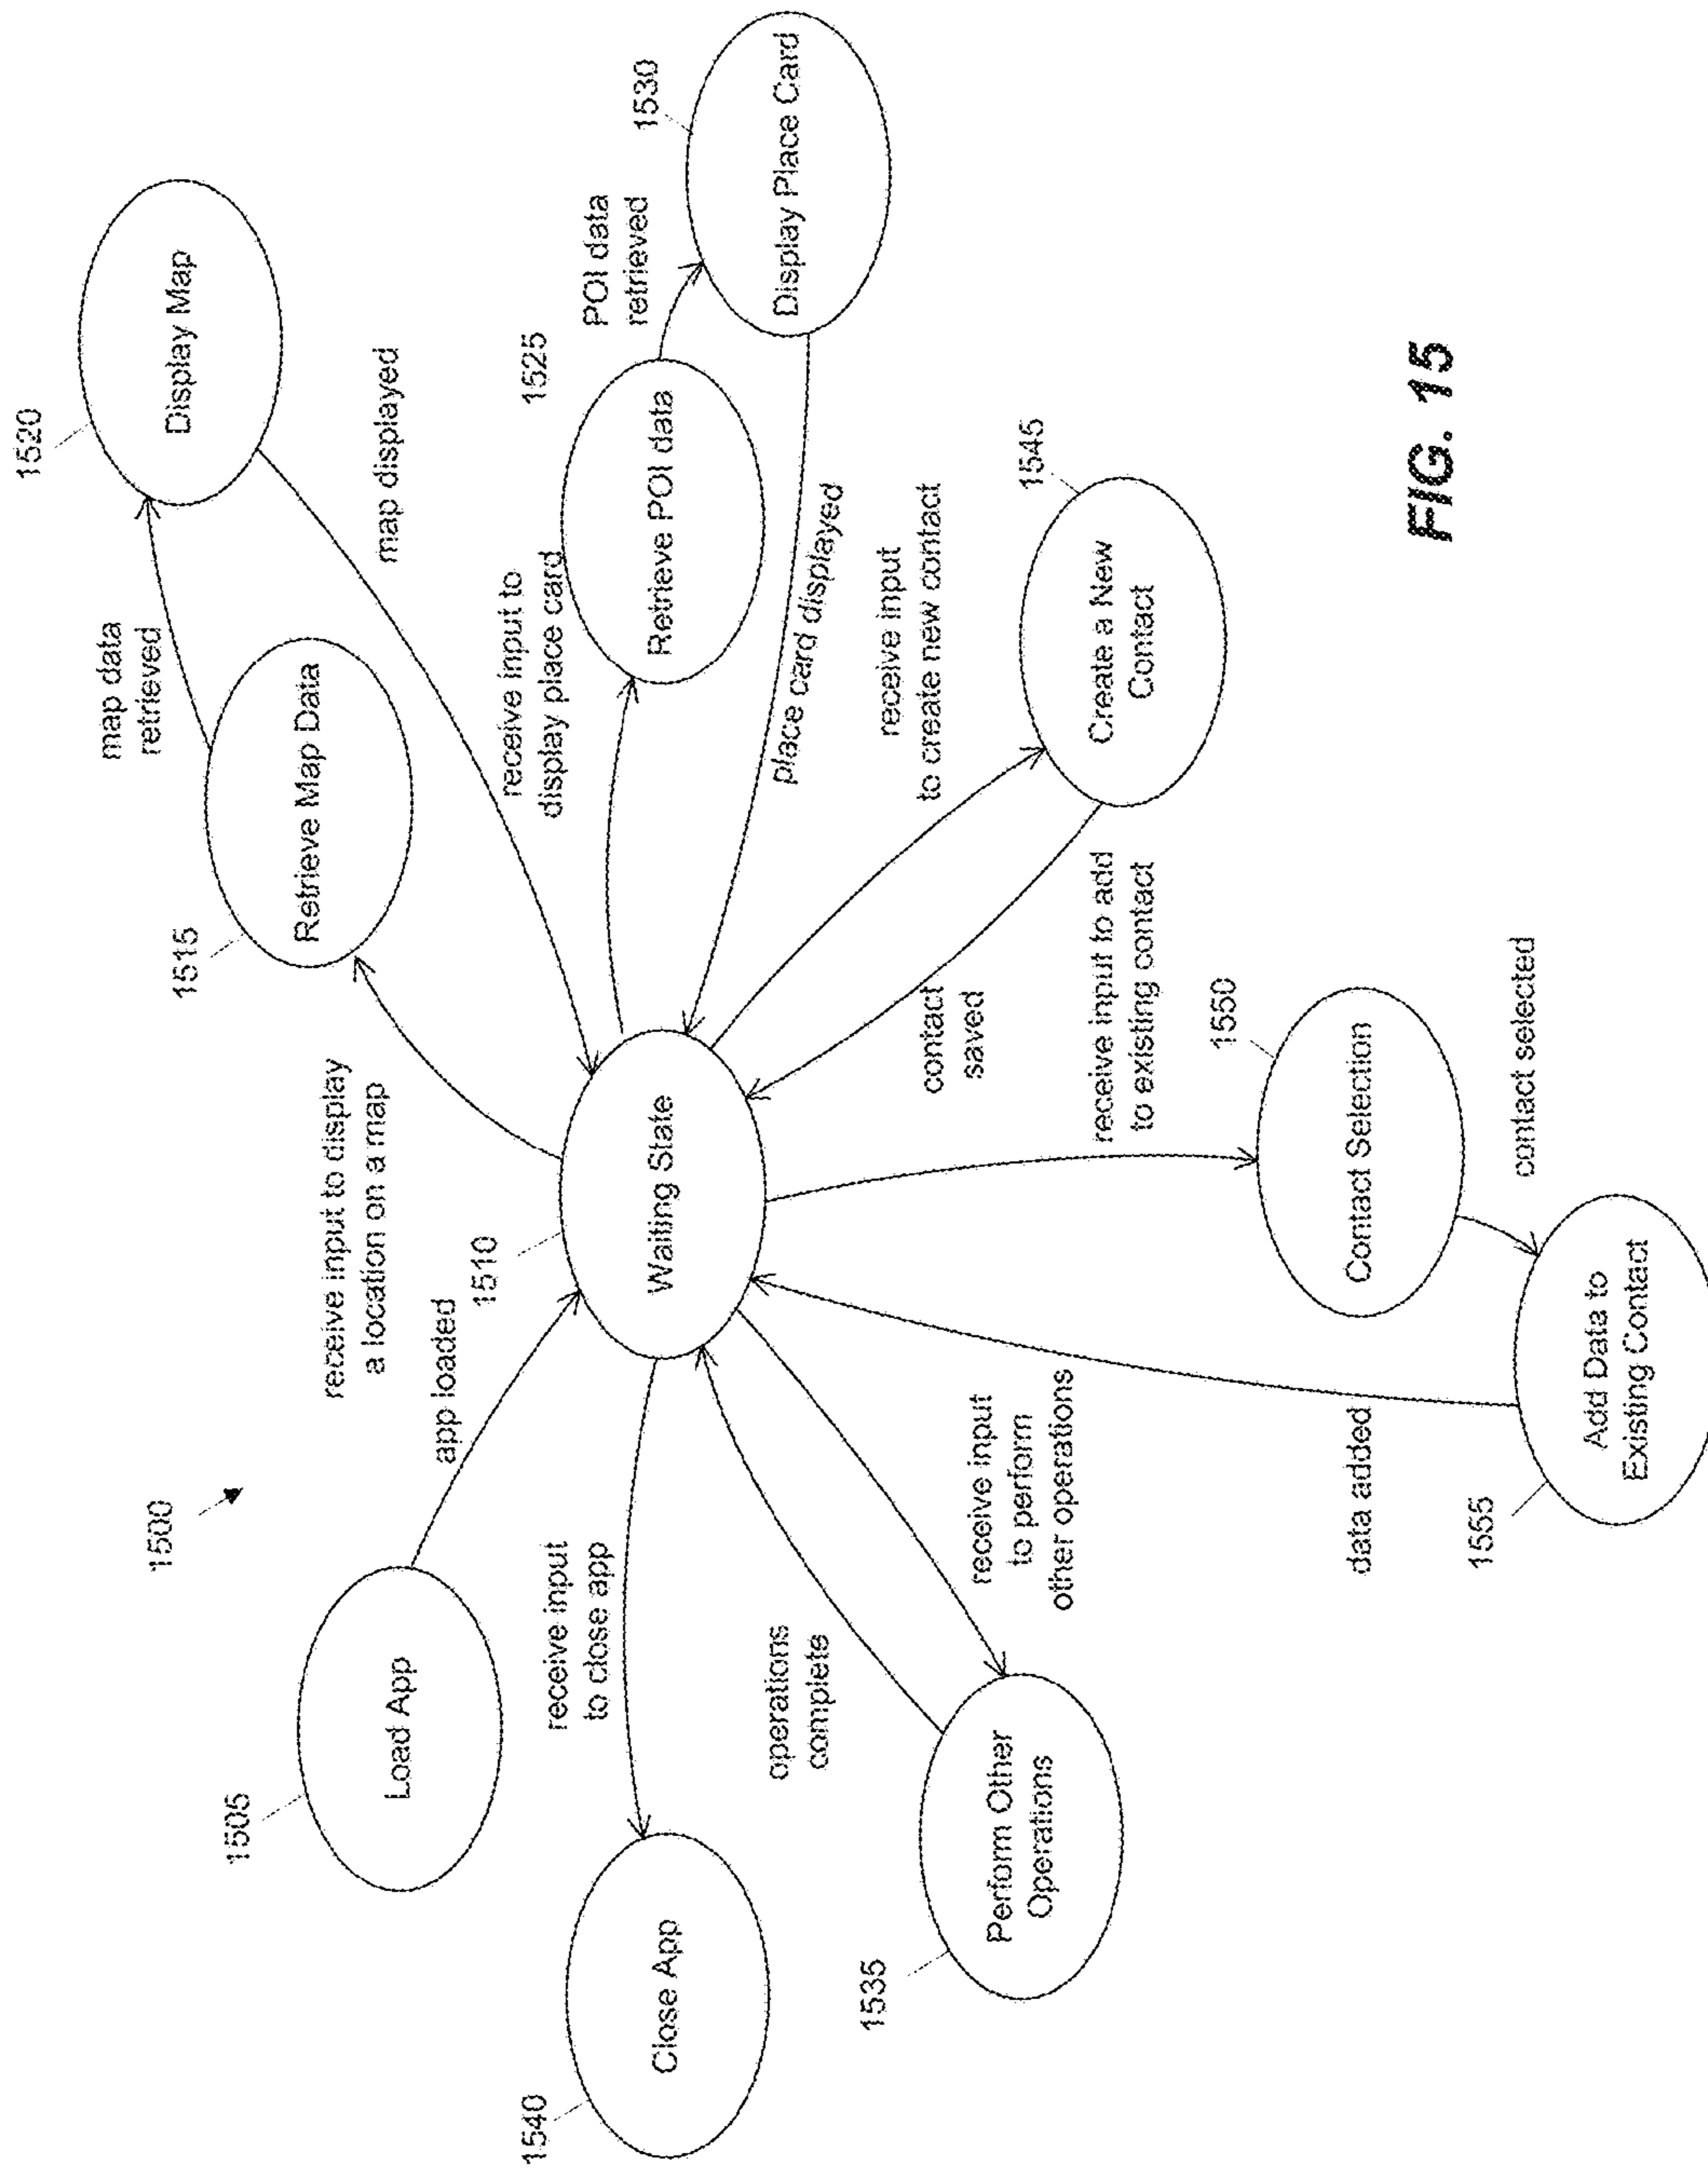 1500
1505
Load App
app loaded
receive input to display
a location on a map
1510
Waiting State
1515
Retrieve Map Data
map data
retrieved
1520
Display Map
map displayed
receive input to
display place card
1525
Retrieve POI data
POI data
retrieved
1530
Display Place Card
place card displayed
receive input
to create new contact
1545
Create a New
Contact
contact
saved
receive input to add
to existing contact
1550
Contact Selection
contact selected
1555
Add Data to
Existing Contact
data added
receive input
to perform
other operations
1535
Perform Other
Operations
operations
complete
receive input
to close app
1540
Close App
FIG. 15